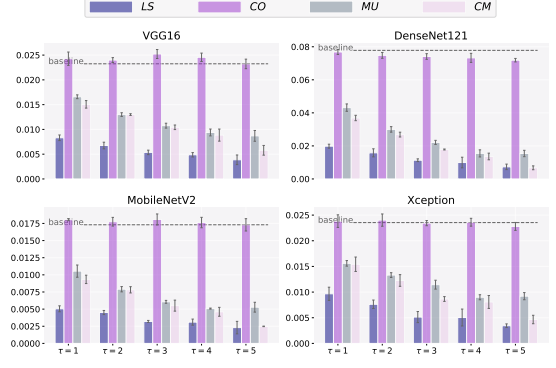 LS CO MU CM
VGG16
0.025
0.020
0.015
0.010
0.005
0.000
baseline
DenseNet121
0.08
0.06
0.04
0.02
0.00
baseline
MobileNetV2
0.0175
0.0150
0.0125
0.0100
0.0075
0.0050
0.0025
0.0000
baseline
τ = 1 τ = 2 τ = 3 τ = 4 τ = 5
Xception
0.025
0.020
0.015
0.010
0.005
0.000
baseline
τ = 1 τ = 2 τ = 3 τ = 4 τ = 5